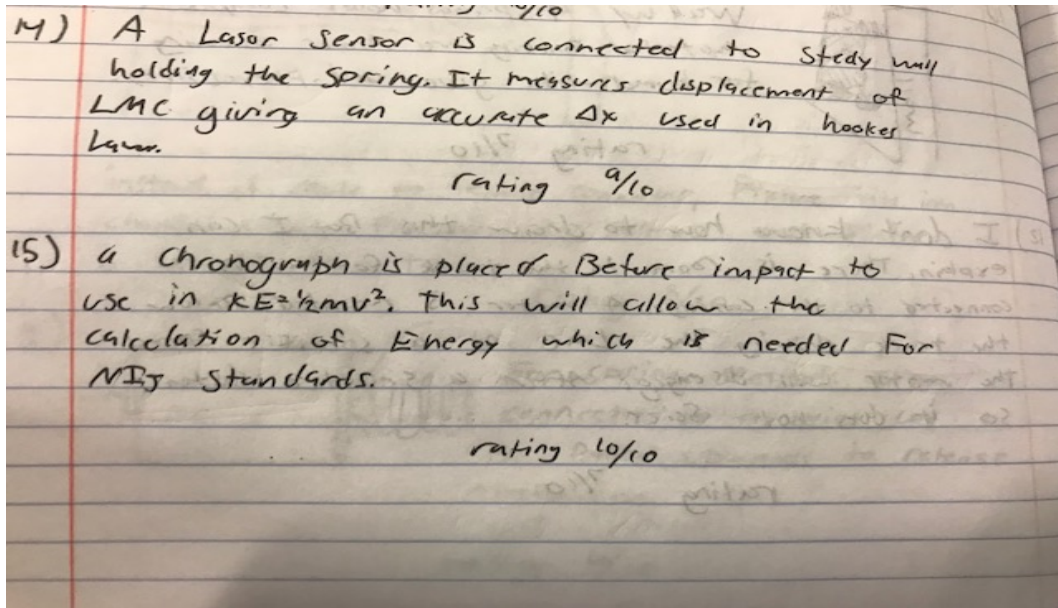 14) A Lasor Sensor is connected to Stedy wall
holding the spring. It measures displacement of
LMC giving an accurate Δx used in hookes
Law.
rating 9/10
15) a Chronograph is placed Before impact to
use in KE=½mv². This will allow the
calculation of Energy which is needed For
NIJ Standards.
rating 10/10